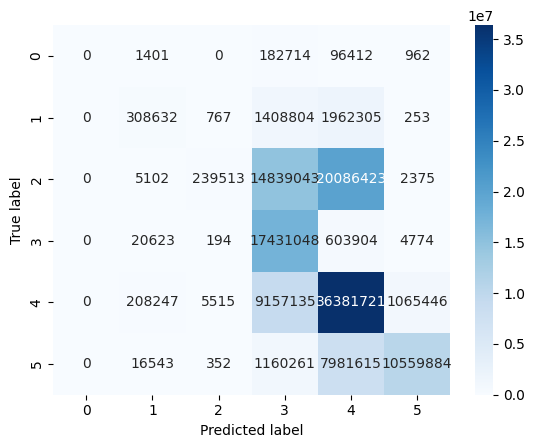 1e7
0 0 1401 0 182714 96412 962 3.5
1 0 308632 767 1408804 1962305 253 3.0
2 0 5102 239513 14839043 20086423 2375 2.5
2.0
3 0 20623 194 17431048 603904 4774 1.5
4 0 208247 5515 9157135 36381721 1065446 1.0
0.5
5 0 16543 352 1160261 7981615 10559884 0.0
0 1 2 3 4 5
True label
Predicted label